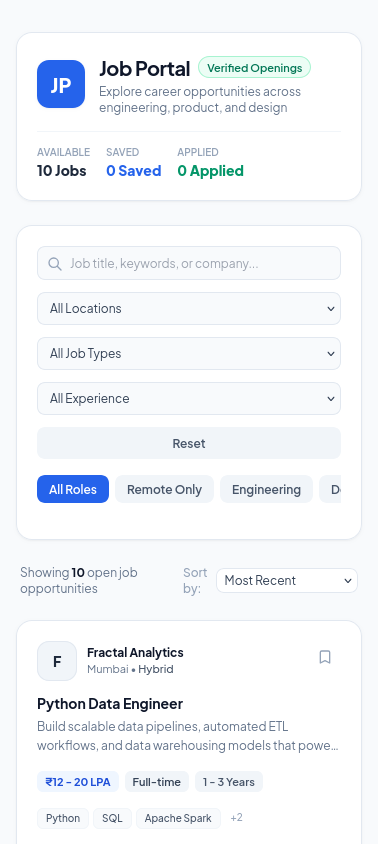 JP
Job Portal
Verified Openings
Explore career opportunities across
engineering, product, and design
AVAILABLE
SAVED
APPLIED
10 Jobs
0 Saved
0 Applied
Job title, keywords, or company...
All Locations
All Job Types
All Experience
Reset
All Roles
Remote Only
Engineering
Showing 10 open job
opportunities
Sort
by:
Most Recent
F
Fractal Analytics
Mumbai • Hybrid
Python Data Engineer
Build scalable data pipelines, automated ETL
workflows, and data warehousing models that powe...
₹12 – 20 LPA
Full-time
1 – 3 Years
Python
SQL
Apache Spark
+2